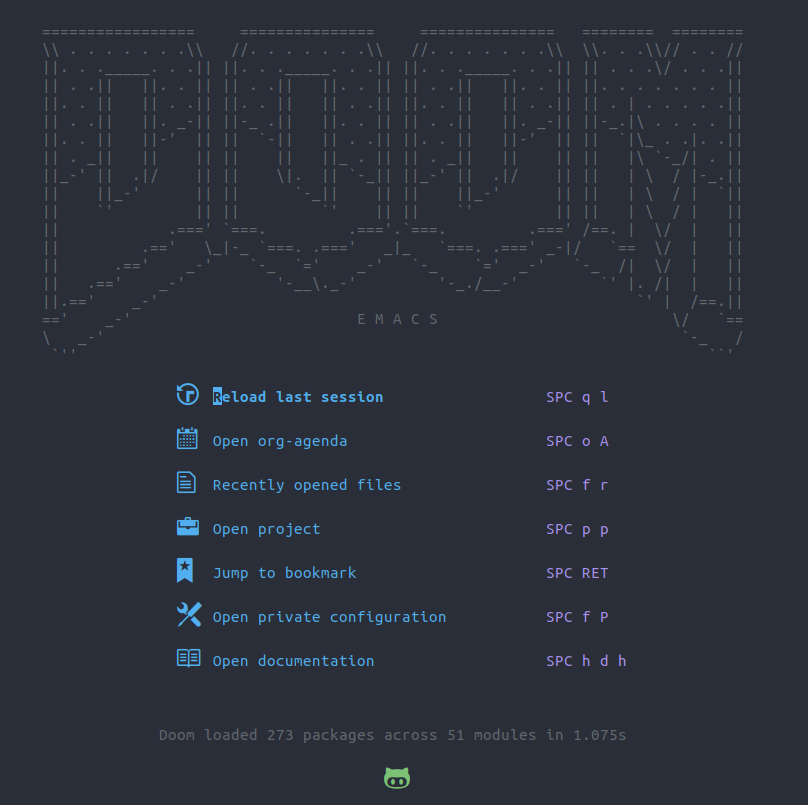 E M A C S
Reload last session SPC q l
Open org-agenda SPC o A
Recently opened files SPC f r
Open project SPC p p
Jump to bookmark SPC RET
Open private configuration SPC f P
Open documentation SPC h d h
Doom loaded 273 packages across 51 modules in 1.075s